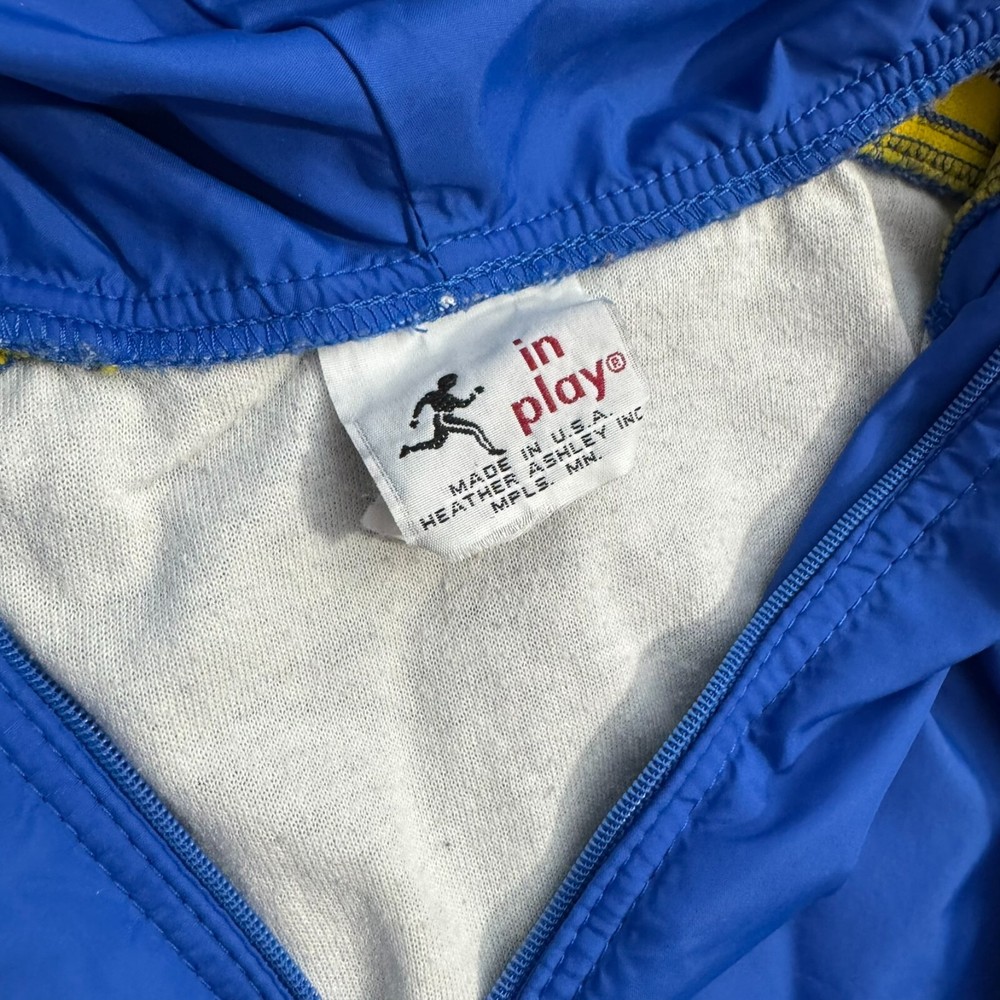 in
play®
MADE IN U.S.A.
HEATHER ASHLEY INC
MPLS. MN.